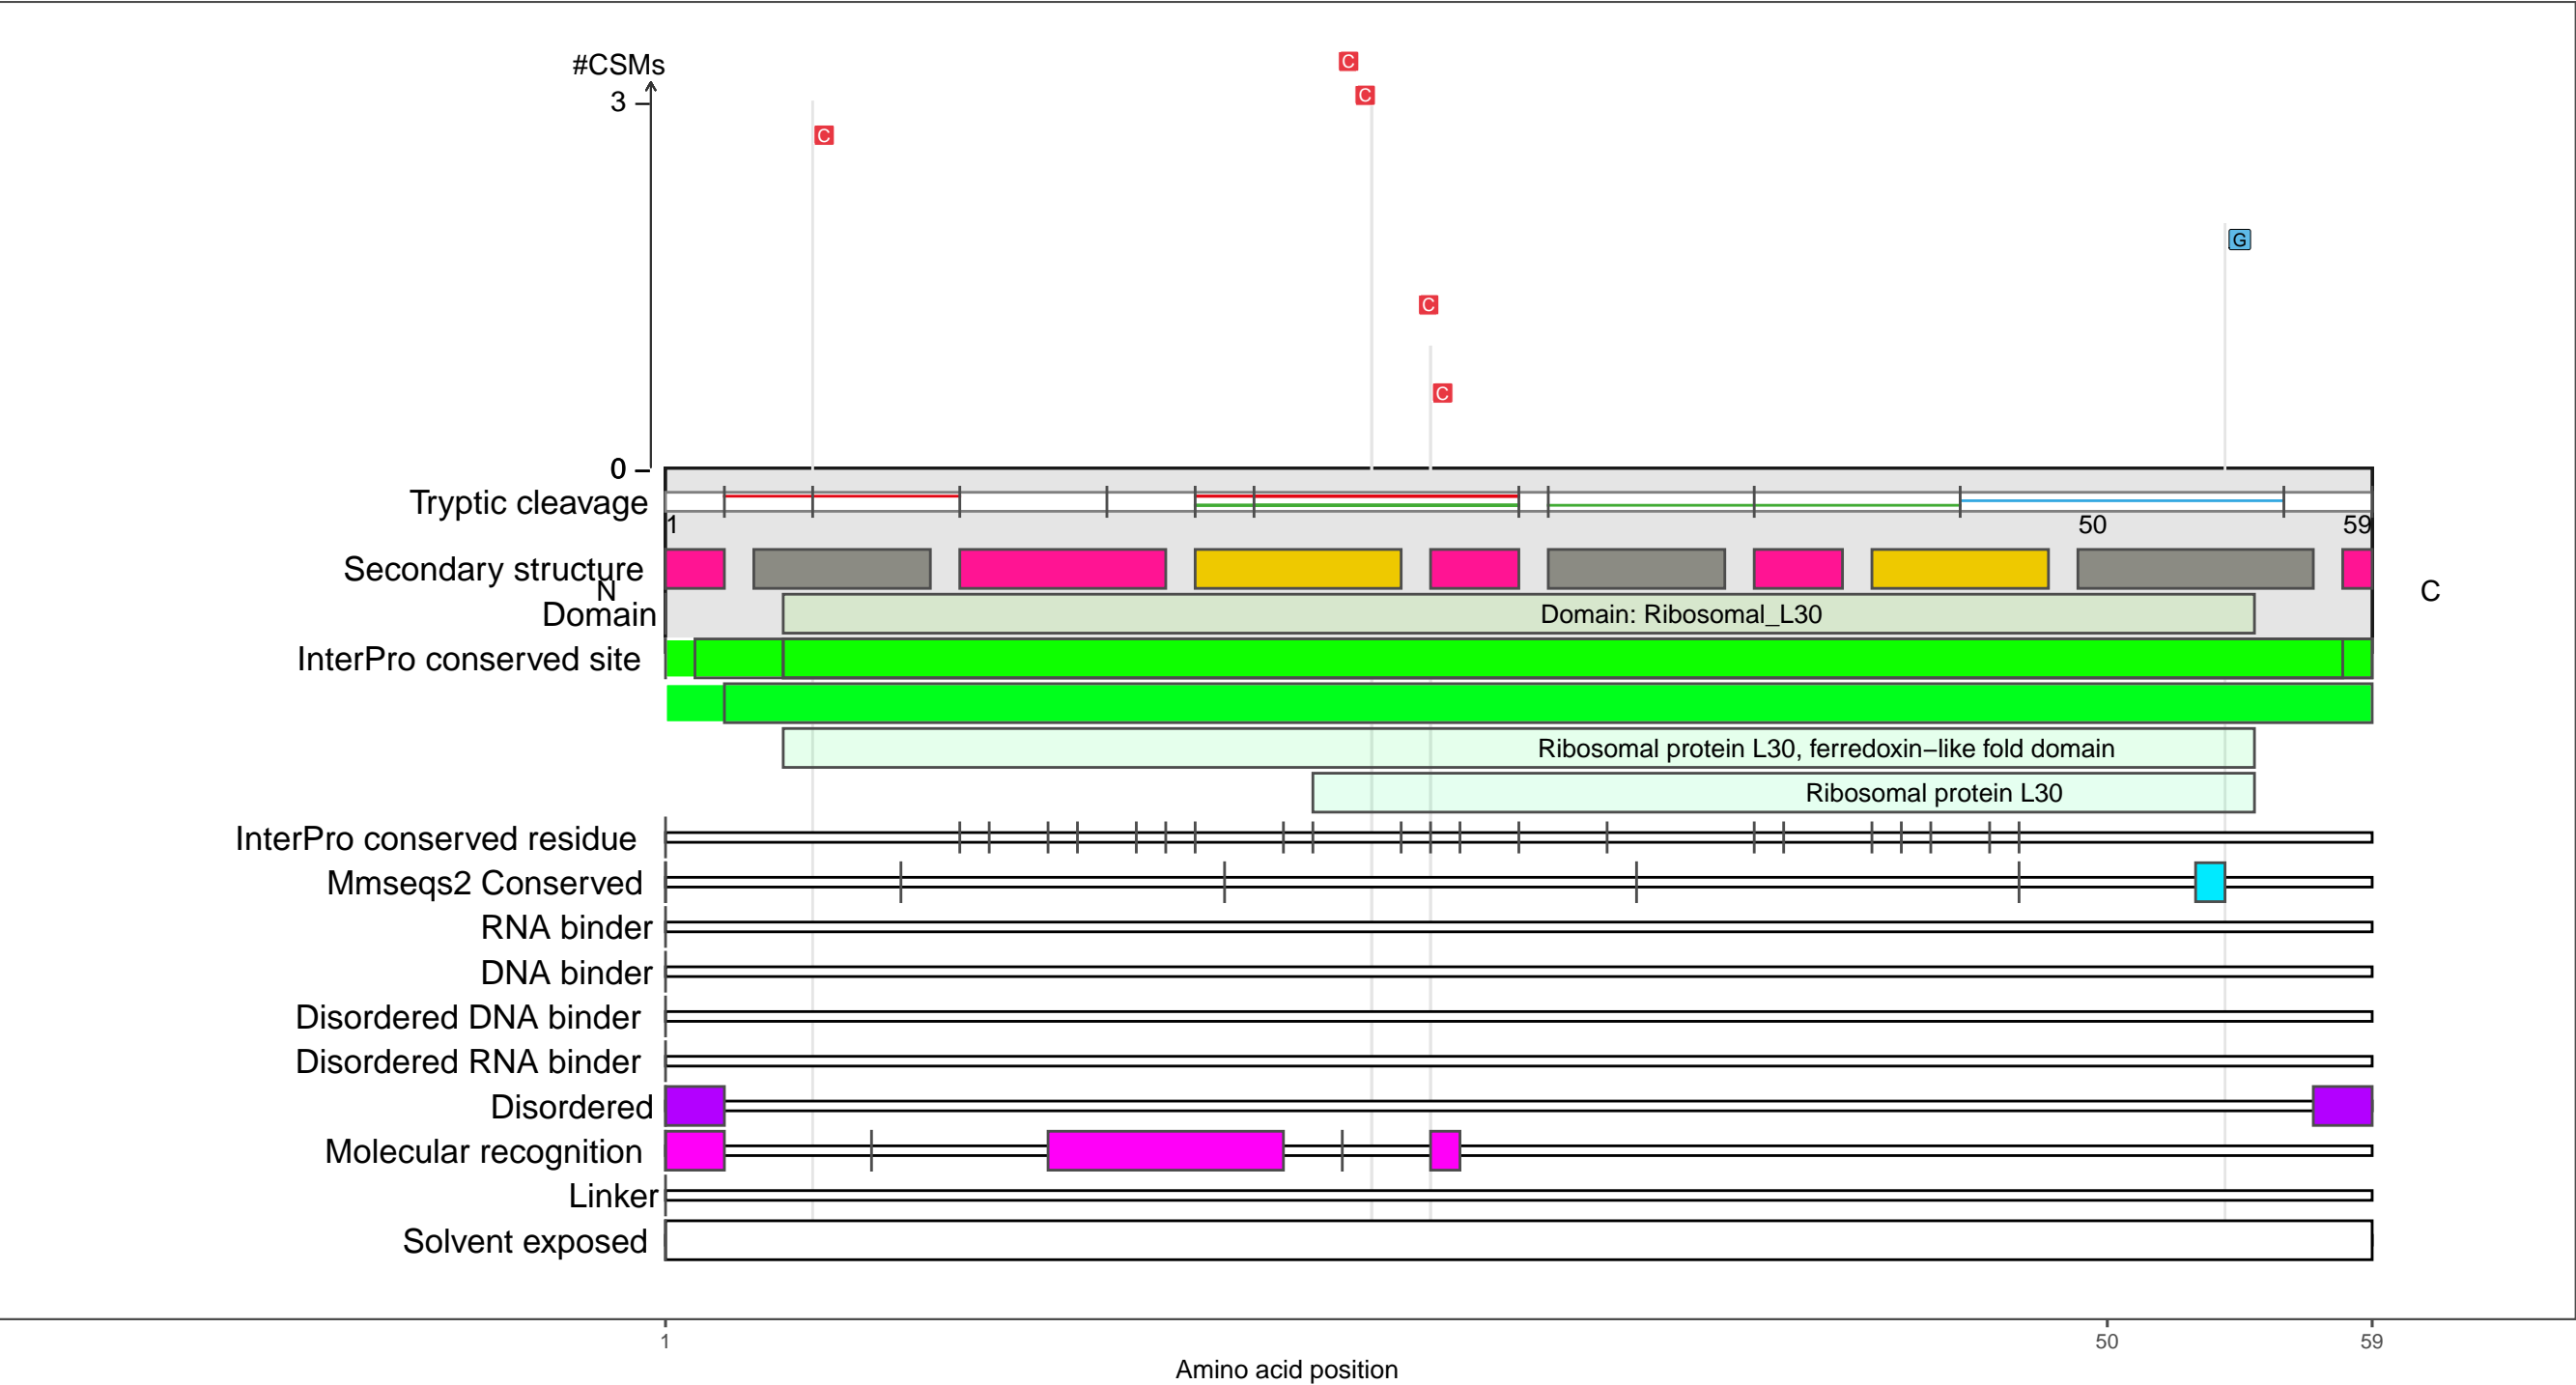 #CSMs
C
C
3
C
G
C
C
0
Tryptic cleavage
1
50
59
Secondary structure
N
C
Domain
Domain: Ribosomal_L30
InterPro conserved site
Ribosomal protein L30, ferredoxin−like fold domain
Ribosomal protein L30
InterPro conserved residue
Mmseqs2 Conserved
RNA binder
DNA binder
Disordered DNA binder
Disordered RNA binder
Disordered
Molecular recognition
Linker
Solvent exposed
1
50
59
Amino acid position